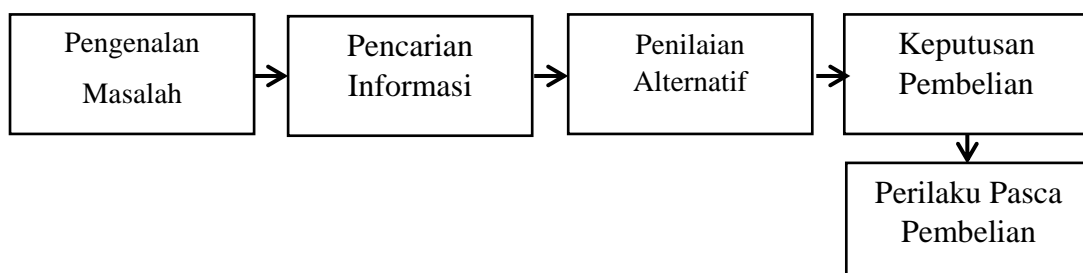 Pengenalan
Masalah
Pencarian
Informasi
Penilaian
Alternatif
Keputusan
Pembelian
Perilaku Pasca
Pembelian